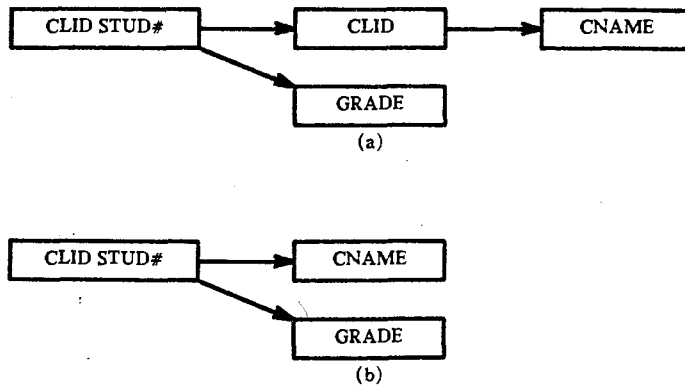 CLID STUD# CLID CNAME
GRADE
(a)
CLID STUD# CNAME
GRADE
(b)